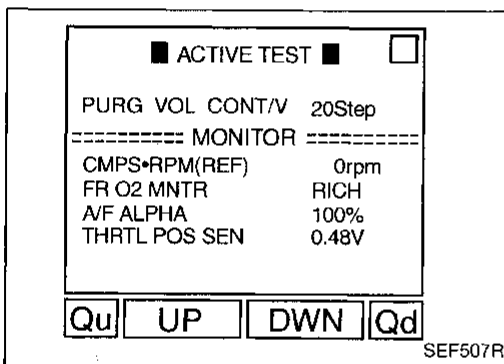 ■ ACTIVE TEST ■
PURG VOL CONT/V 20Step
========== MONITOR ==========
CMPS•RPM(REF) 0rpm
FR O2 MNTR RICH
A/F ALPHA 100%
THRTL POS SEN 0.48V
Qu UP DWN Qd
SEF507R